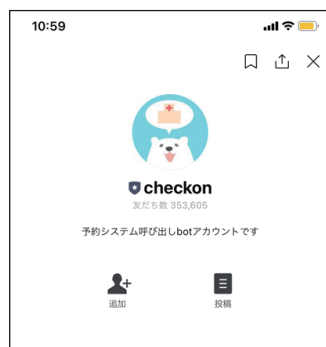 10:59
checkon
友だち数 353,605
予約システム呼び出しbotアカウントです
追加
投稿